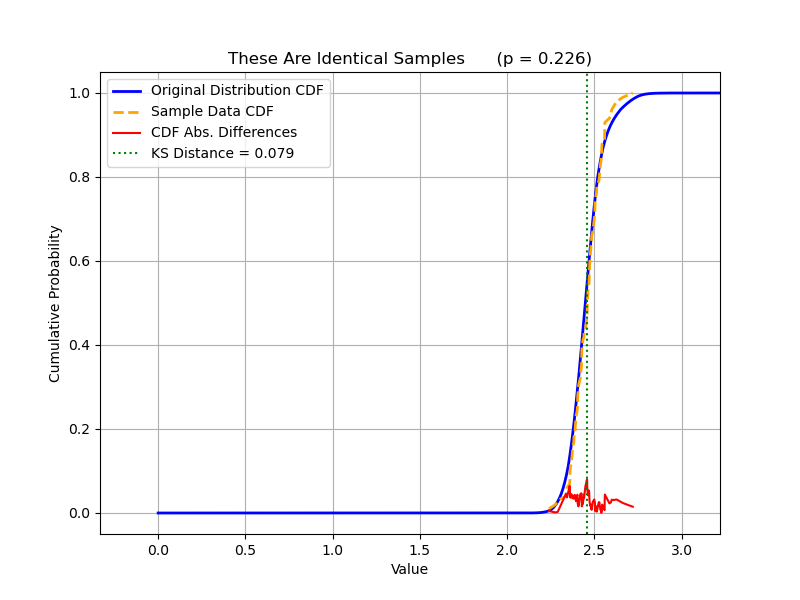 These Are Identical Samples      (p = 0.226)
Original Distribution CDF
Sample Data CDF
CDF Abs. Differences
KS Distance = 0.079
Cumulative Probability
1.0
0.8
0.6
0.4
0.2
0.0
0.0 0.5 1.0 1.5 2.0 2.5 3.0
Value